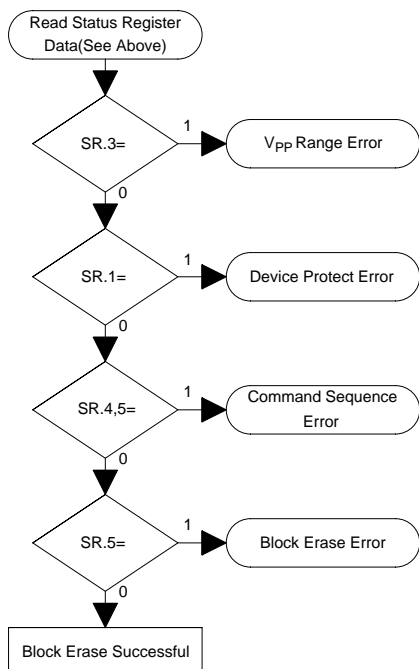 Read Status Register
Data(See Above)
SR.3=
1
VPP Range Error
0
SR.1=
1
Device Protect Error
0
SR.4,5=
1
Command Sequence
Error
0
SR.5=
1
Block Erase Error
0
Block Erase Successful